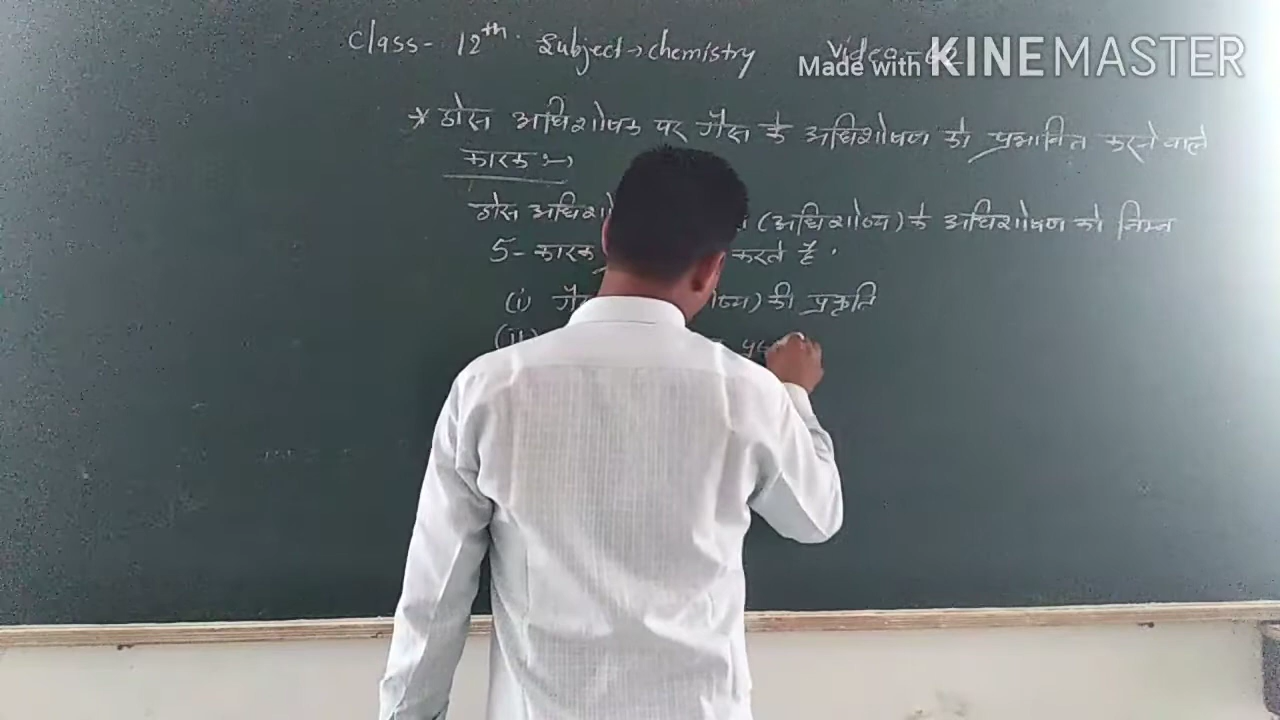 Class- 12th. Subject→chemistry Video-
Made with KINEMASTER
* ठोस अधिशोषक पर गैस के अधिशोषण को प्रभावित करने वाले
कारक :→
ठोस (अधिशोष्य) के अधिशोषण को निम्न
5- कारक करते है.
(i) की प्रकृति
(ii)